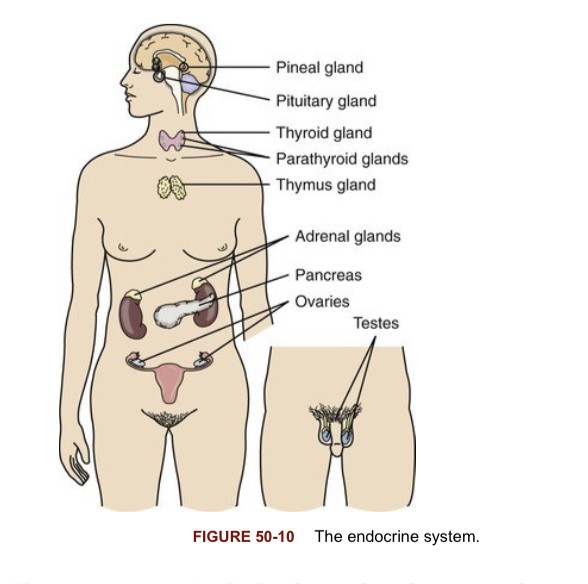 Pineal gland
Pituitary gland
Thyroid gland
Parathyroid glands
Thymus gland
Adrenal glands
Pancreas
Ovaries
Testes
FIGURE 50-10 The endocrine system.